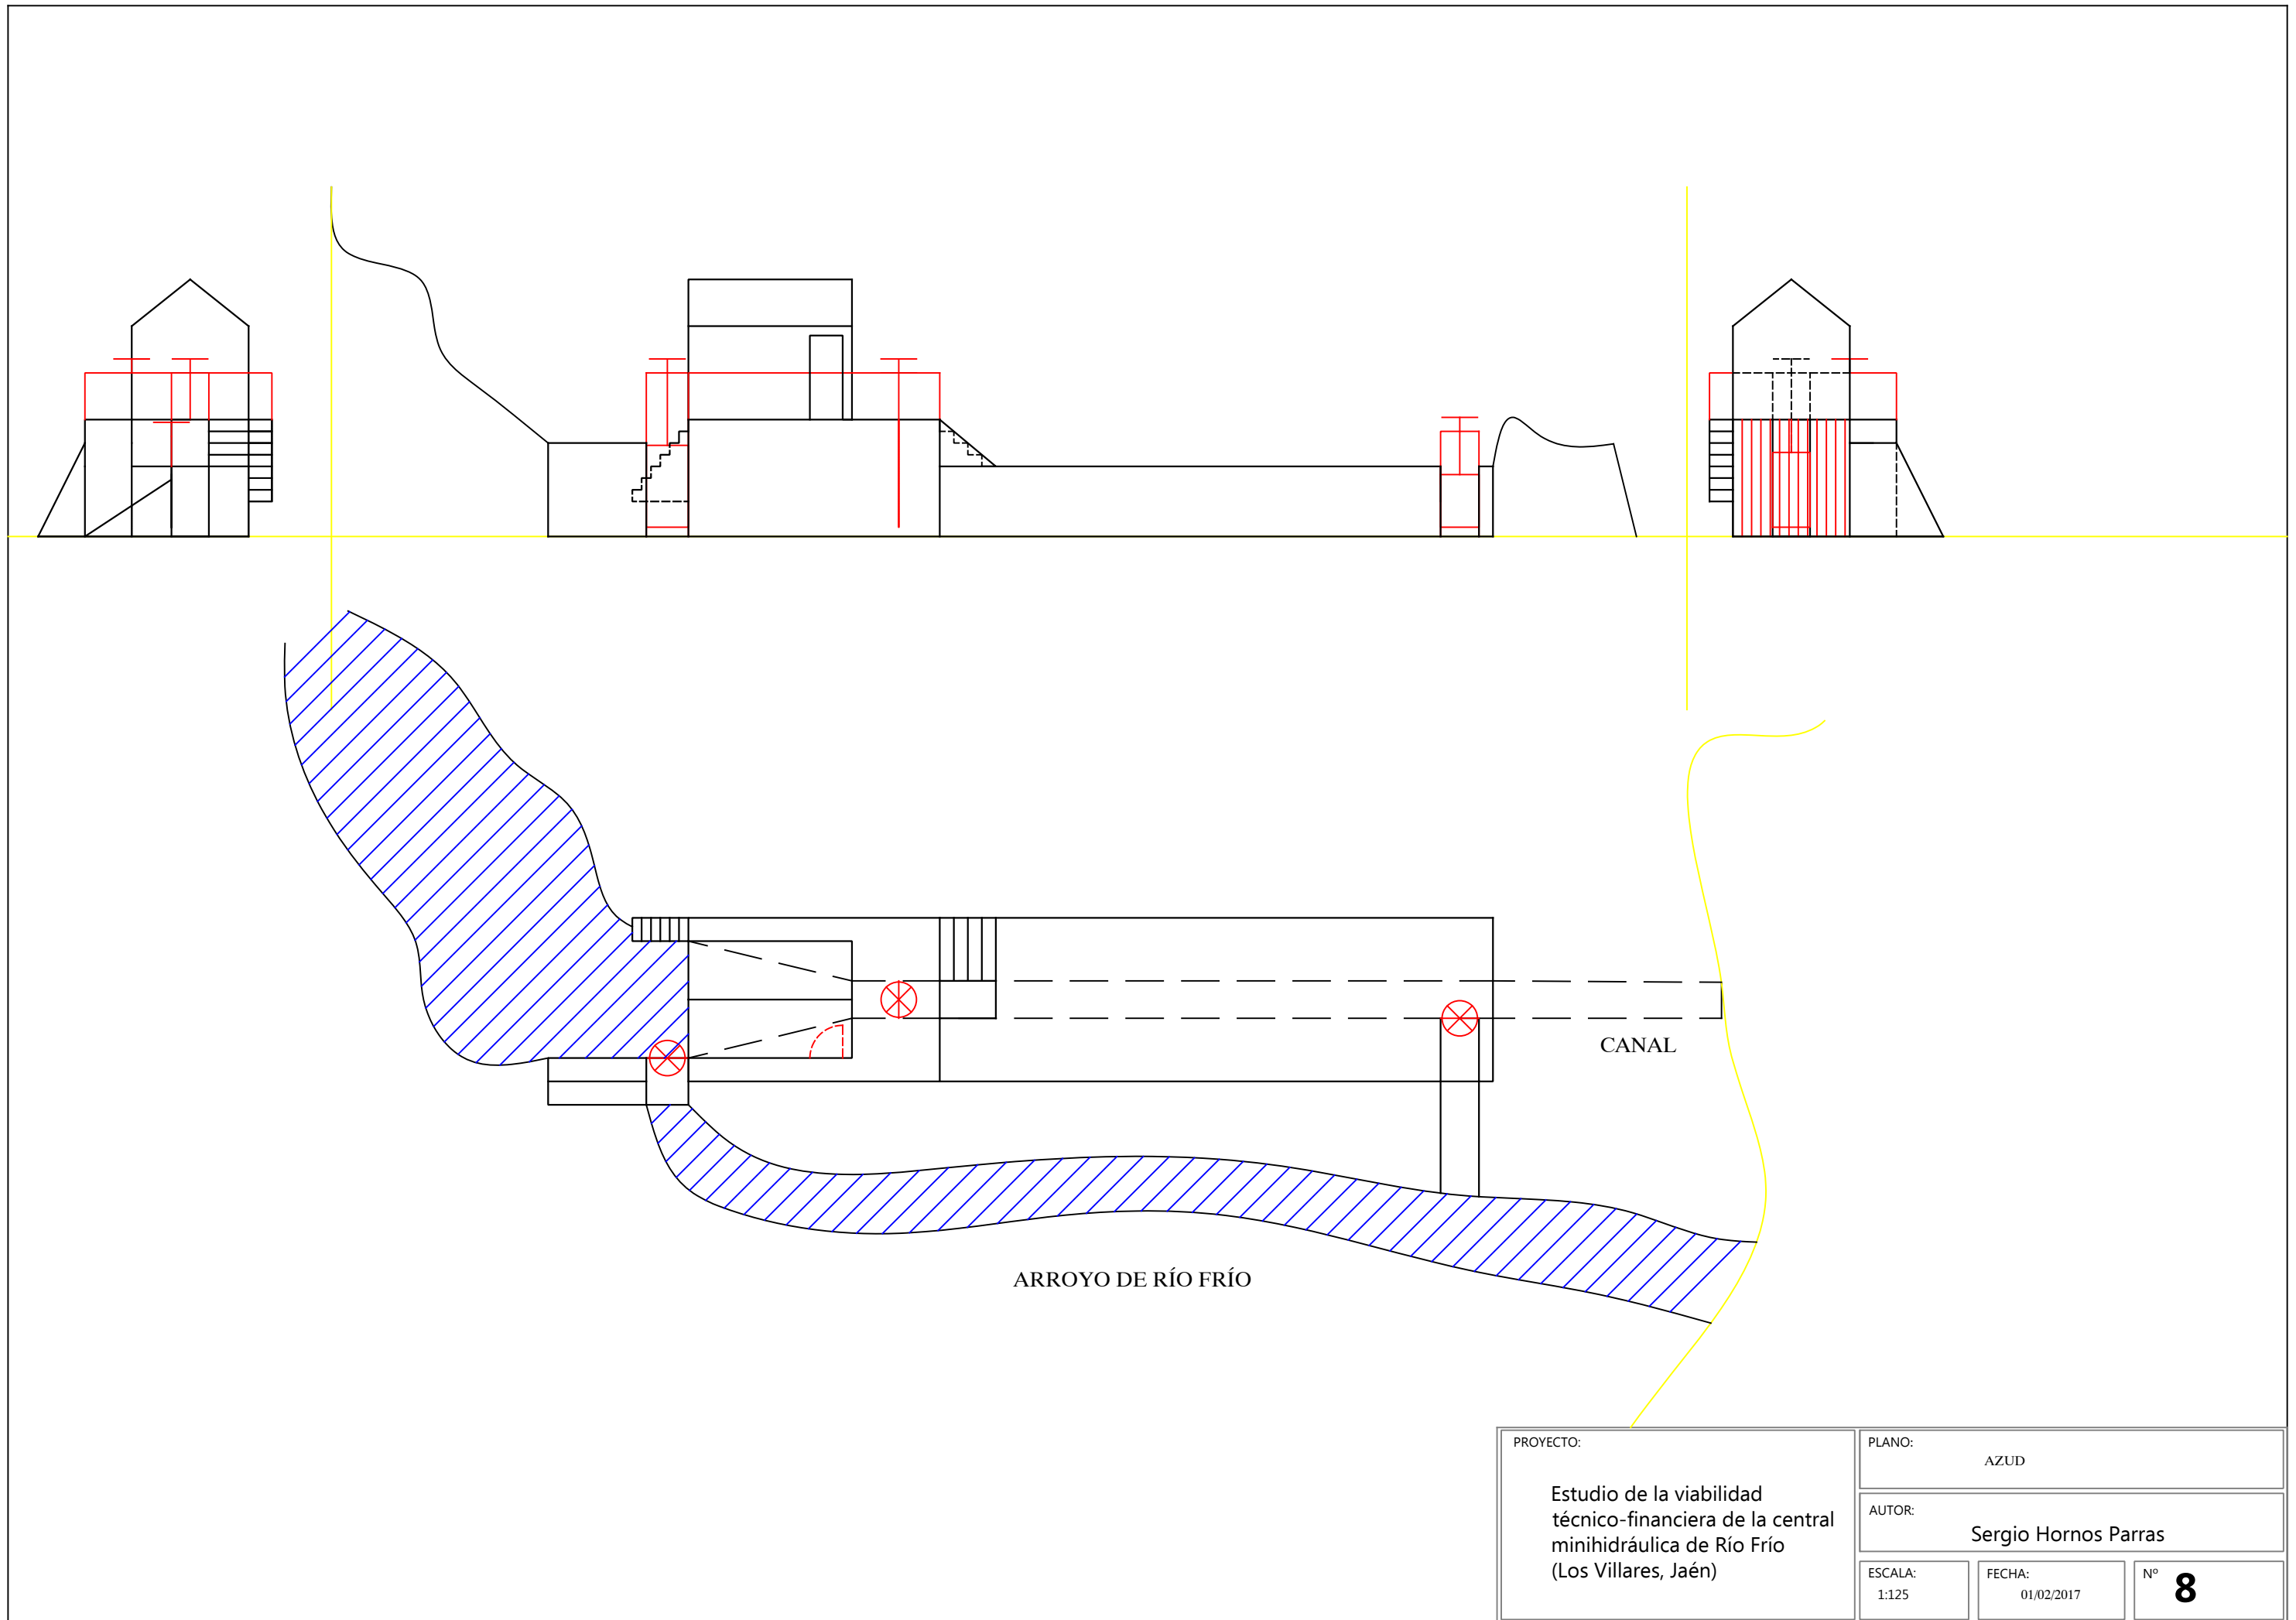 CANAL
ARROYO DE RÍO FRÍO
PROYECTO:
Estudio de la viabilidad
técnico-financiera de la central
minihidráulica de Río Frío
(Los Villares, Jaén)
PLANO:
AZUD
AUTOR:
Sergio Hornos Parras
ESCALA:
1:125
FECHA:
01/02/2017
Nº 8